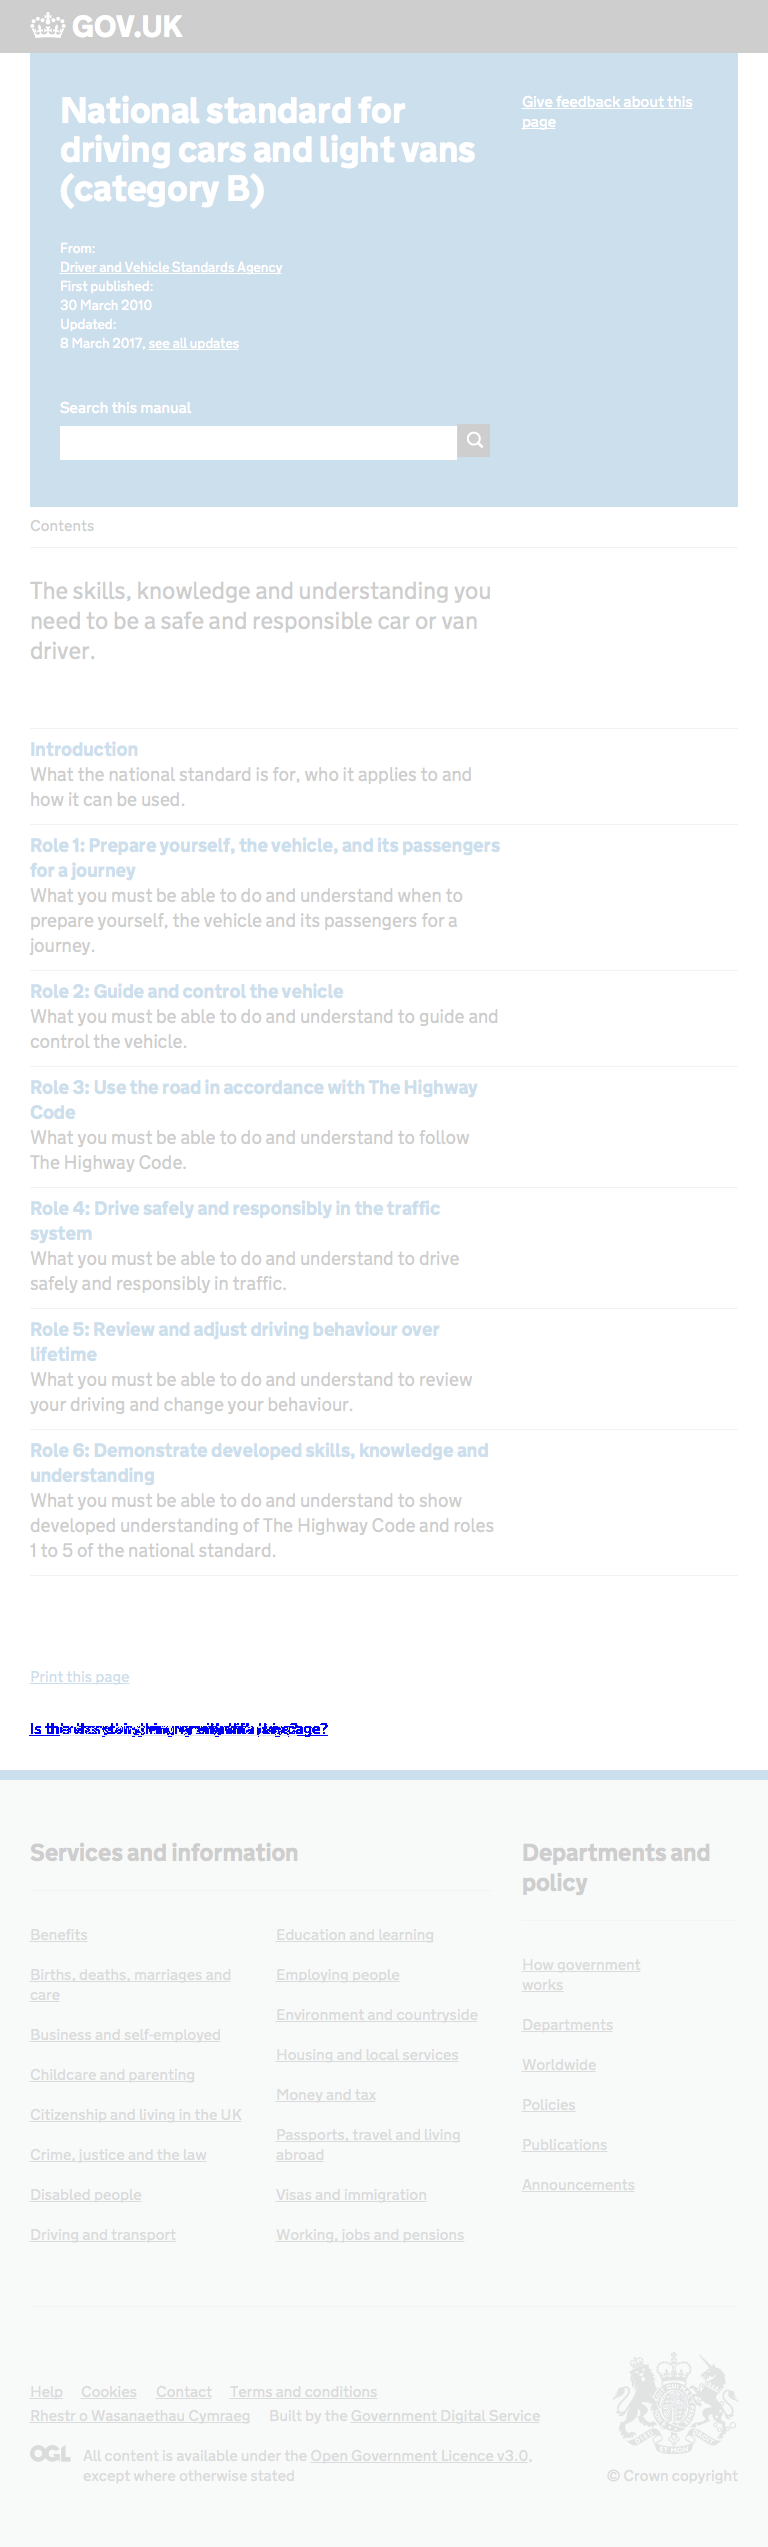 GOV.UK
National standard for
driving cars and light vans
(category B)
Give feedback about this
page
From:
Driver and Vehicle Standards Agency
First published:
30 March 2010
Updated:
8 March 2017, see all updates
Search this manual
Contents
The skills, knowledge and understanding you
need to be a safe and responsible car or van
driver.
Introduction
What the national standard is for, who it applies to and
how it can be used.
Role 1: Prepare yourself, the vehicle, and its passengers
for a journey
What you must be able to do and understand when to
prepare yourself, the vehicle and its passengers for a
journey.
Role 2: Guide and control the vehicle
What you must be able to do and understand to guide and
control the vehicle.
Role 3: Use the road in accordance with The Highway
Code
What you must be able to do and understand to follow
The Highway Code.
Role 4: Drive safely and responsibly in the traffic
system
What you must be able to do and understand to drive
safely and responsibly in traffic.
Role 5: Review and adjust driving behaviour over
lifetime
What you must be able to do and understand to review
your driving and change your behaviour.
Role 6: Demonstrate developed skills, knowledge and
understanding
What you must be able to do and understand to show
developed understanding of The Highway Code and roles
1 to 5 of the national standard.
Print this page
Services and information
Benefits
Births, deaths, marriages and
care
Business and self-employed
Childcare and parenting
Citizenship and living in the UK
Crime, justice and the law
Disabled people
Driving and transport
Education and learning
Employing people
Environment and countryside
Housing and local services
Money and tax
Passports, travel and living
abroad
Visas and immigration
Working, jobs and pensions
Departments and
policy
How government
works
Departments
Worldwide
Policies
Publications
Announcements
Help Cookies Contact Terms and conditions
Rhestr o Wasanaethau Cymraeg Built by the Government Digital Service
OGL All content is available under the Open Government Licence v3.0,
except where otherwise stated
© Crown copyright